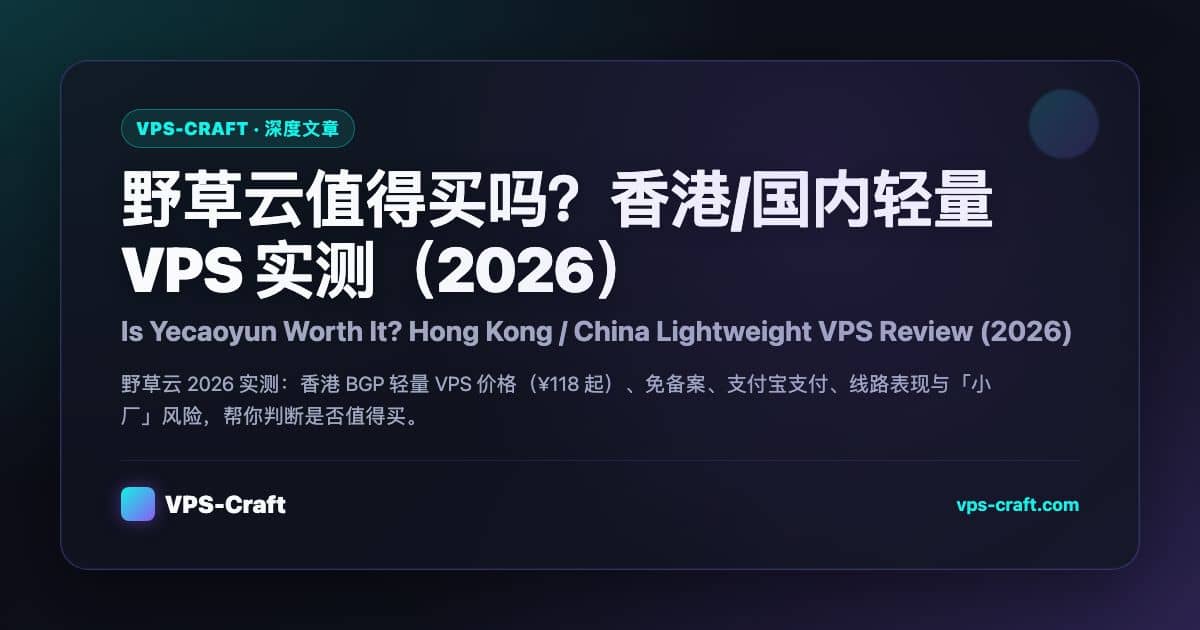 VPS-CRAFT · 深度文章
野草云值得买吗？香港/国内轻量
VPS 实测（2026）
Is Yecaoyun Worth It? Hong Kong / China Lightweight VPS Review (2026)
野草云 2026 实测：香港 BGP 轻量 VPS 价格（¥118 起）、免备案、支付宝支付、线路表现与「小
厂」风险，帮你判断是否值得买。
VPS-Craft
vps-craft.com